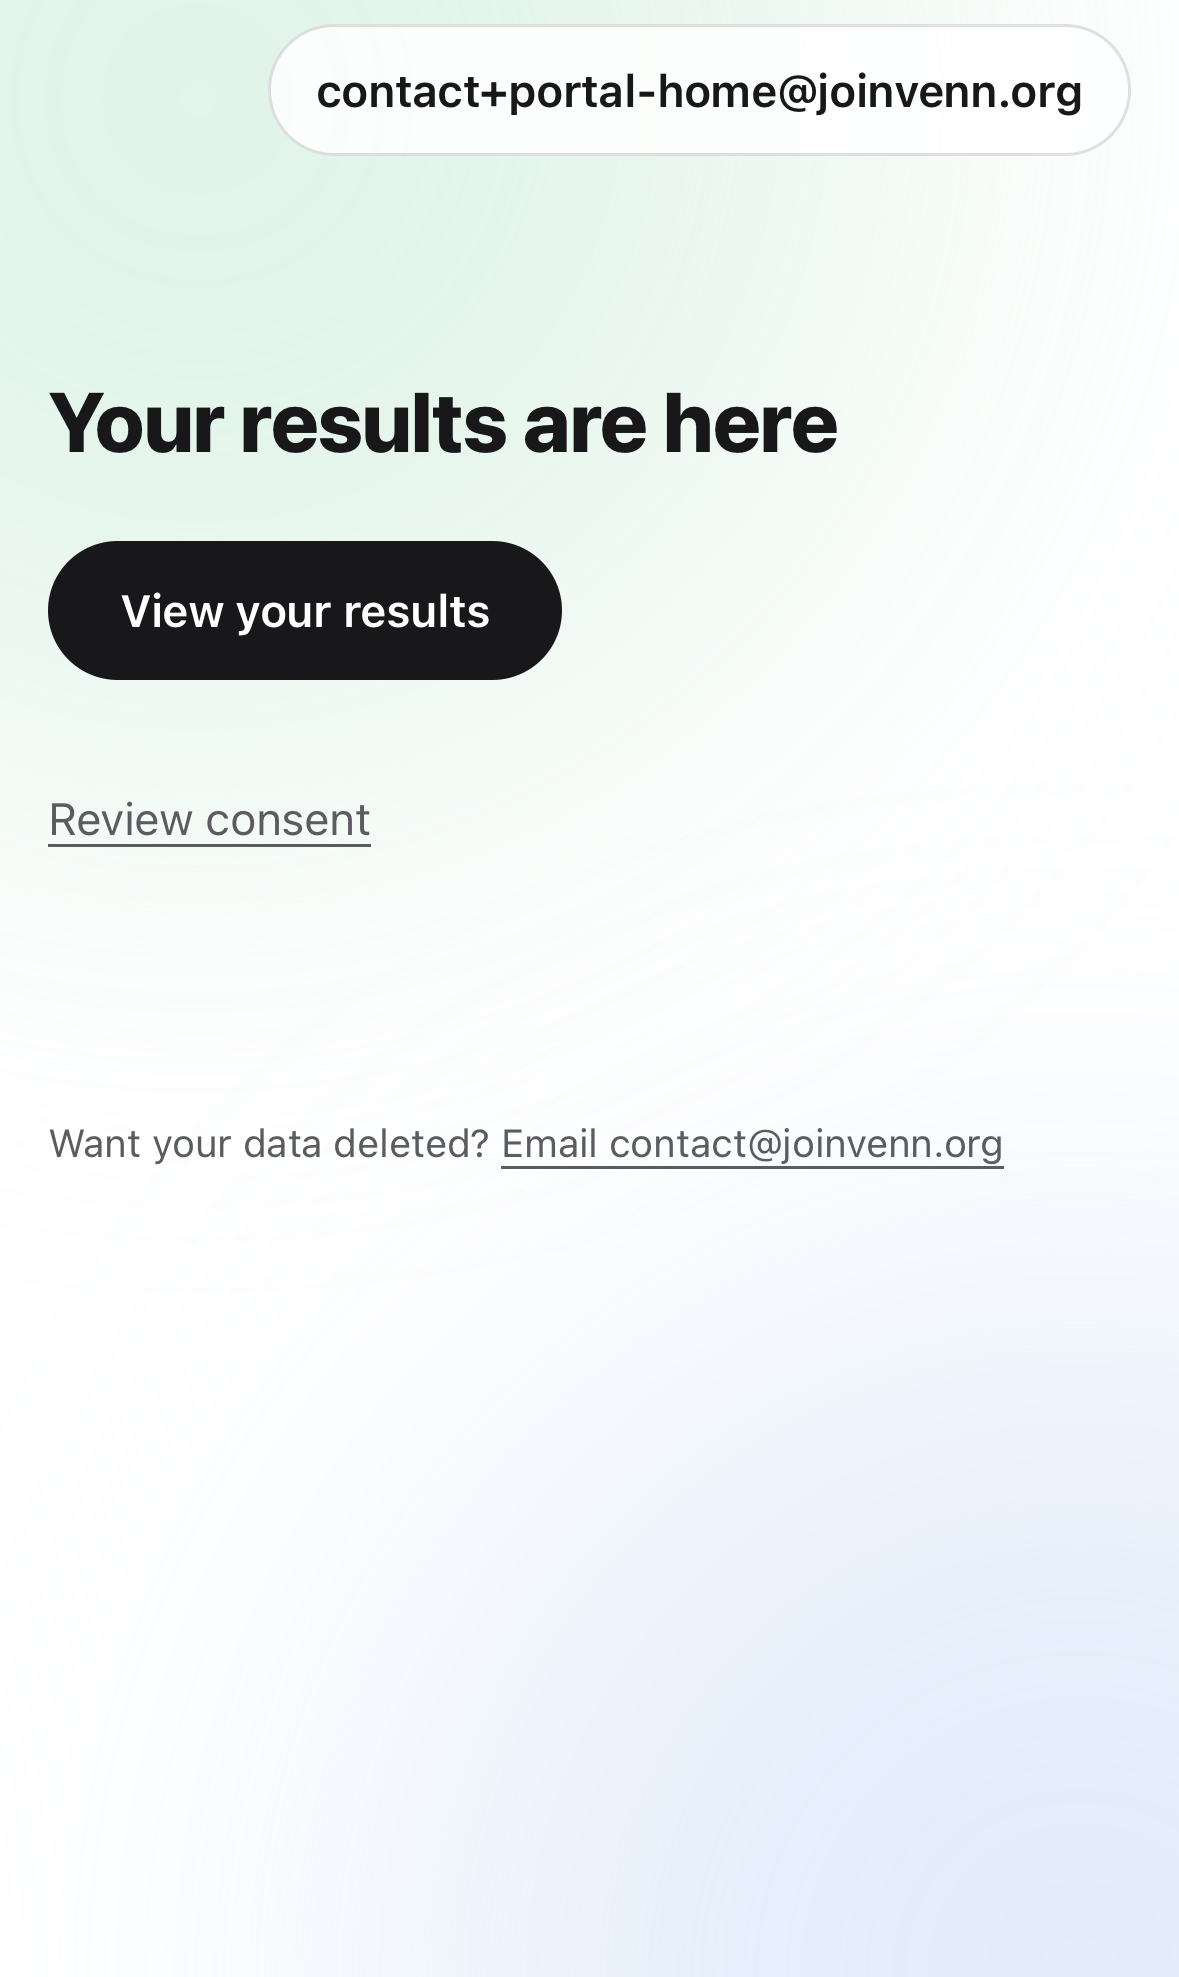 contact+portal-home@joinvenn.org
Your results are here
View your results
Review consent
Want your data deleted? Email contact@joinvenn.org